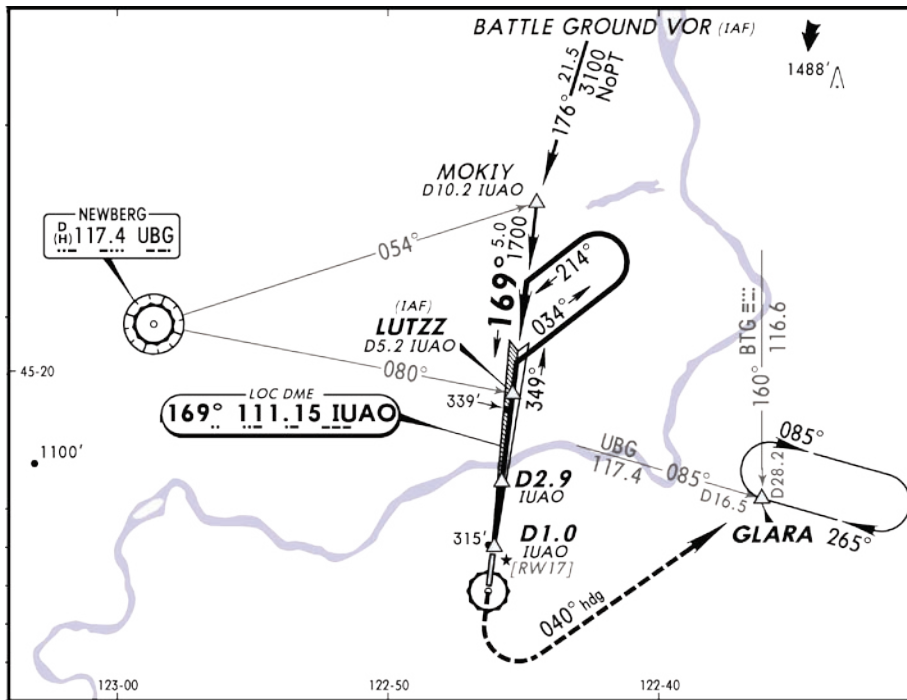 BATTLE GROUND VOR (IAF)
21.5
176° 3100
NoPT
1488'
MOKIY
D10.2 IUAO
NEWBERG
D
(H) 117.4 UBG
054°
5.0
169° 1700
214°
034°
(IAF)
LUTZZ
D5.2 IUAO
080°
339'
349°
LOC DME
169° 111.15 IUAO
45-20
BTG
116.6
160°
D28.2
1100'
UBG
117.4
085°
D16.5
085°
GLARA
265°
D2.9
IUAO
315'
D1.0
IUAO
[RW17]
040° hdg
123-00
122-50
122-40